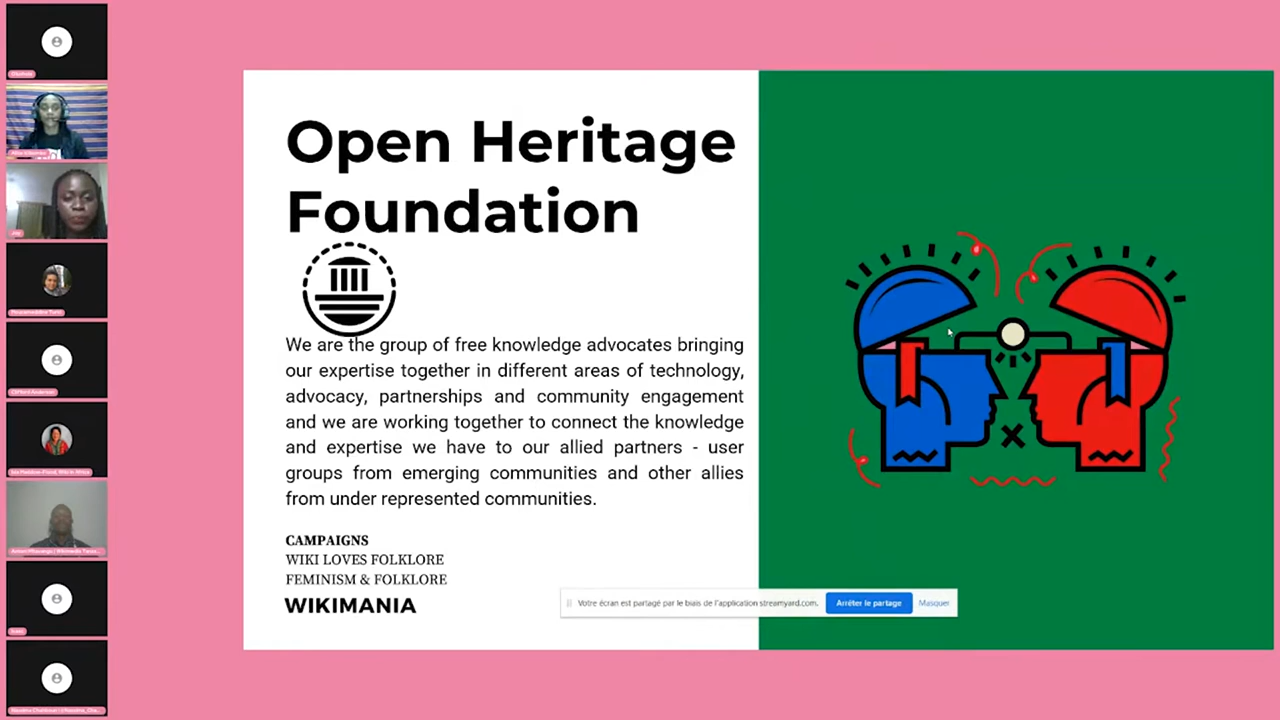 Open Heritage
Foundation
We are the group of free knowledge advocates bringing
our expertise together in different areas of technology,
advocacy, partnerships and community engagement
and we are working together to connect the knowledge
and expertise we have to our allied partners - user
groups from emerging communities and other allies
from under represented communities.
CAMPAIGNS
WIKI LOVES FOLKLORE
FEMINISM & FOLKLORE
WIKIMANIA
Votre écran est partagé par le biais de l'application streamyard.com.
Arrêter le partage
Masquer